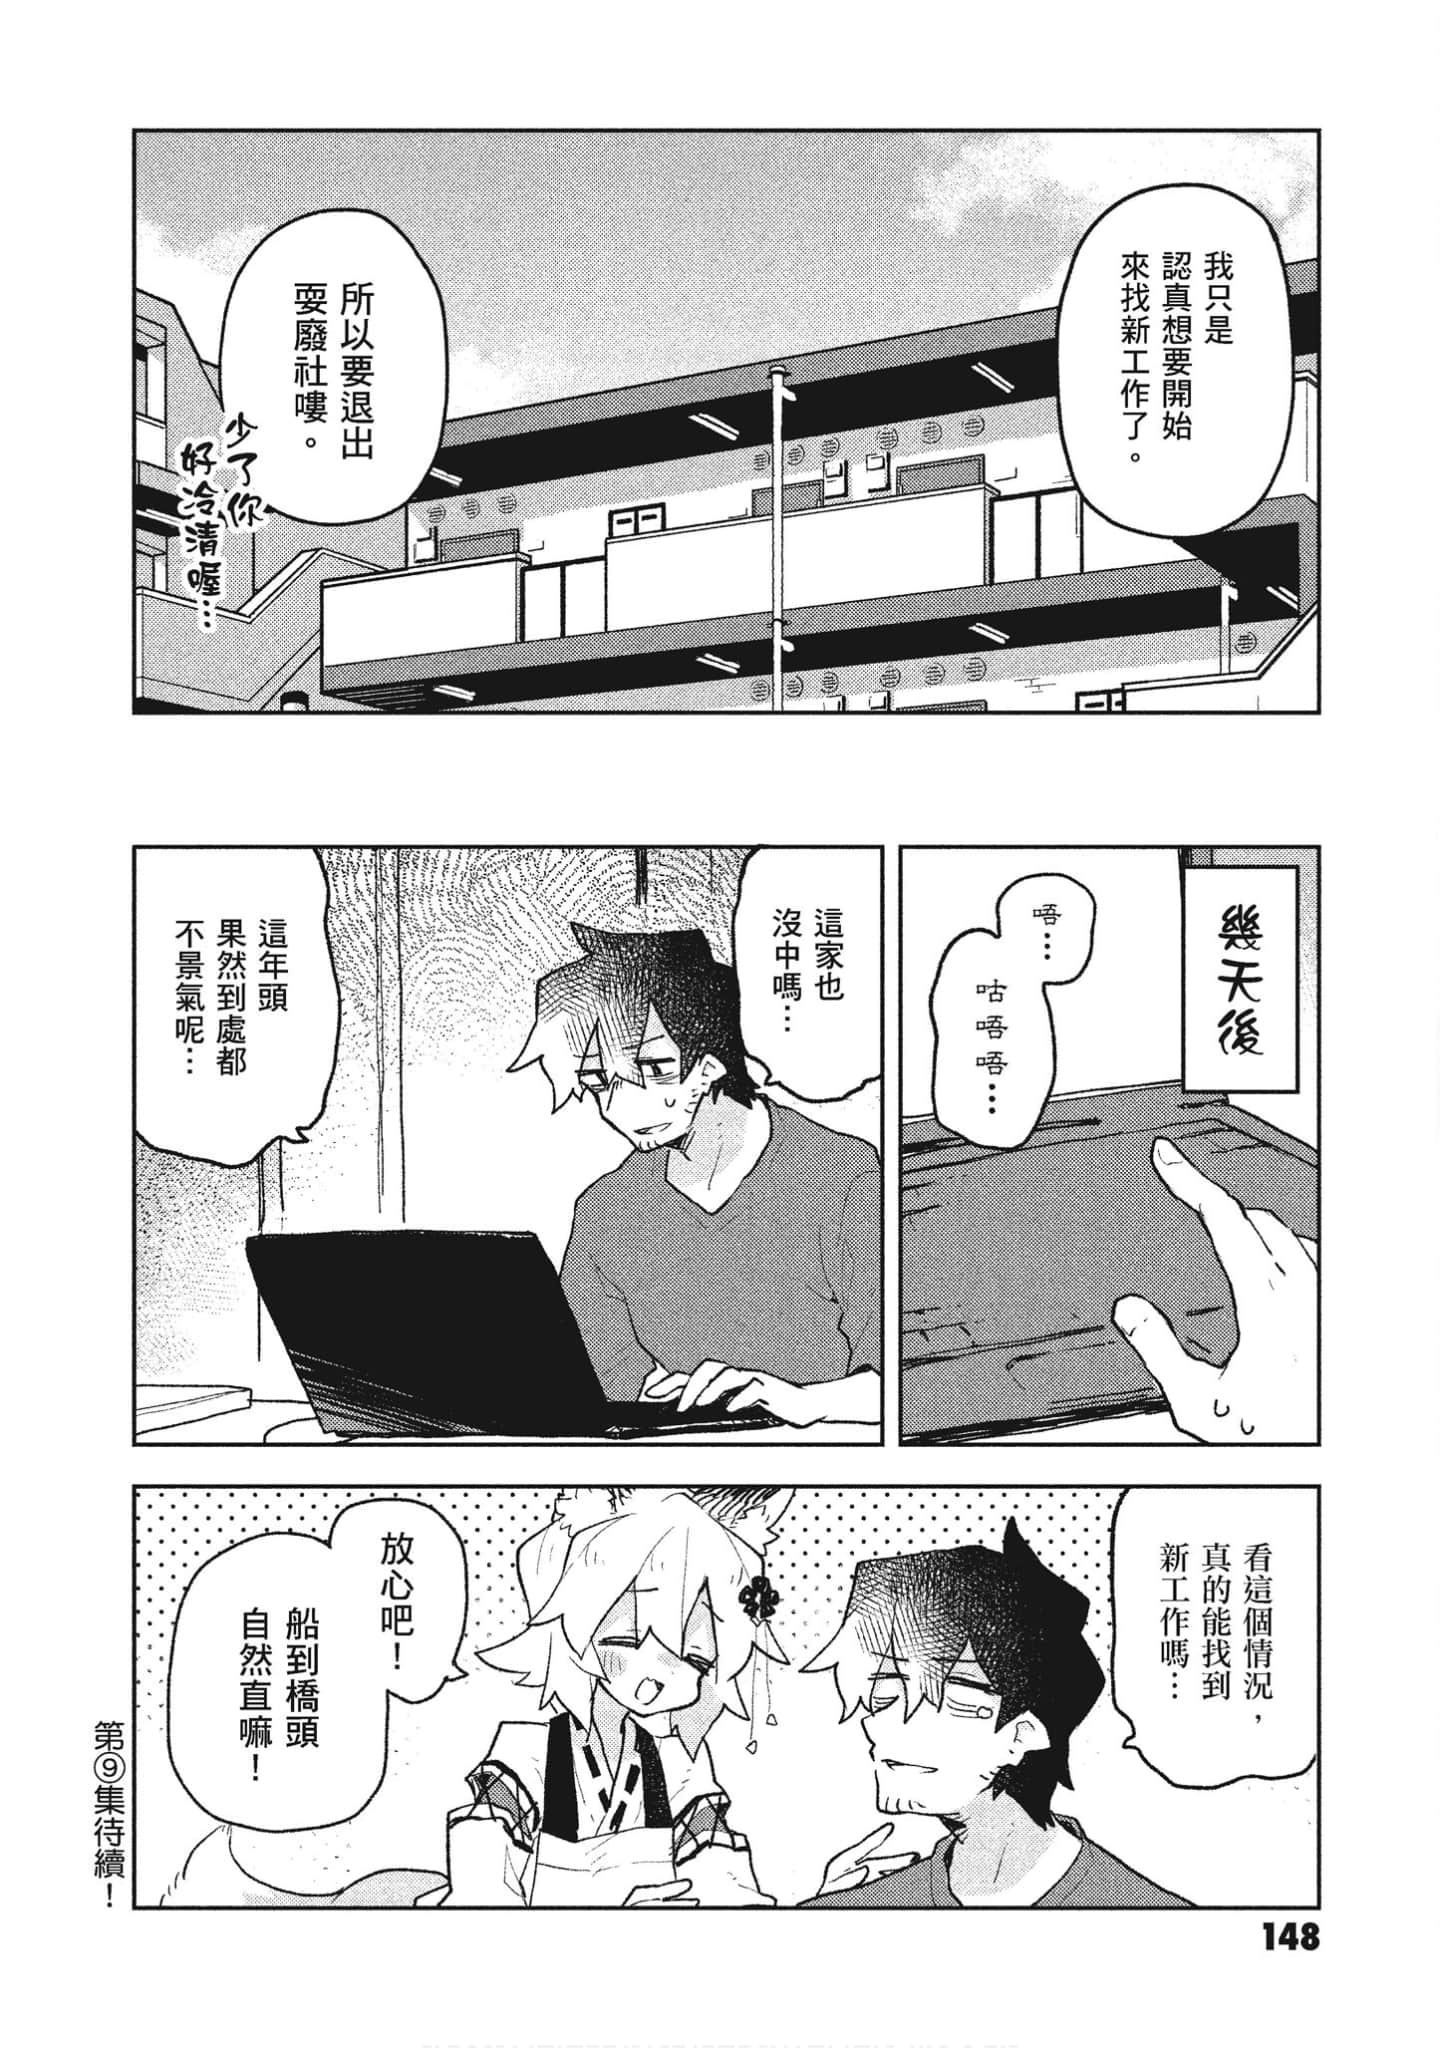 我只是
認真想要開始
來找新工作了。
所以要退出
耍廢社嘍。
少了你
好冷清喔…
幾天後
唔…
咕唔唔…
這家也
沒中嗎…
這年頭
果然到處都
不景氣呢…
看這個情況，
真的能找到
新工作嗎…
放心吧！
船到橋頭
自然直嘛！
第⑨集待續！
148